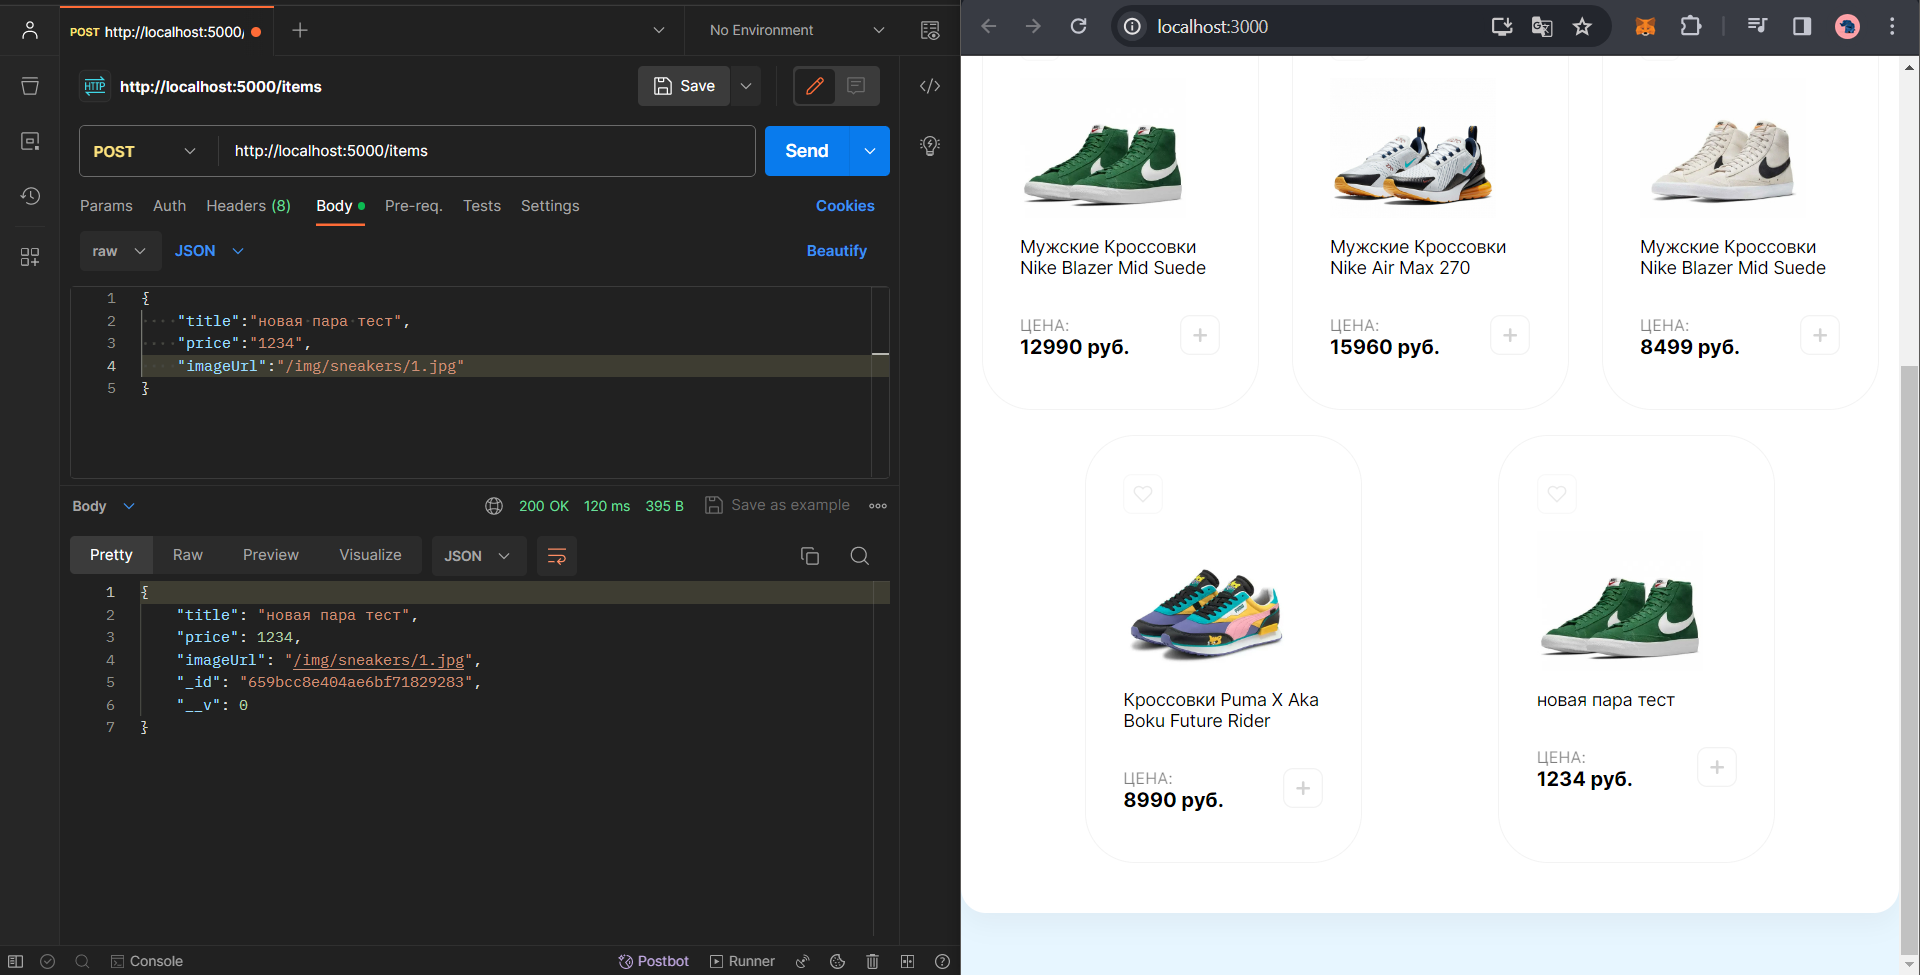 POST http://localhost:5000/
No Environment
HTTP http://localhost:5000/items
Save
POST
http://localhost:5000/items
Send
Params
Auth
Headers (8)
Body
Pre-req.
Tests
Settings
Cookies
raw
JSON
Beautify
1 {
2 "title":"новая пара тест",
3 "price":"1234",
4 "imageUrl":"/img/sneakers/1.jpg"
5 }
Body
200 OK
120 ms
395 B
Save as example
Pretty
Raw
Preview
Visualize
JSON
1 {
2 "title": "новая пара тест",
3 "price": 1234,
4 "imageUrl": "/img/sneakers/1.jpg",
5 "_id": "659bcc8e404ae6bf71829283",
6 "__v": 0
7 }
Console
Postbot
Runner
localhost:3000
Мужские Кроссовки
Nike Blazer Mid Suede
ЦЕНА:
12990 руб.
Мужские Кроссовки
Nike Air Max 270
ЦЕНА:
15960 руб.
Мужские Кроссовки
Nike Blazer Mid Suede
ЦЕНА:
8499 руб.
Кроссовки Puma X Aka
Boku Future Rider
ЦЕНА:
8990 руб.
новая пара тест
ЦЕНА:
1234 руб.